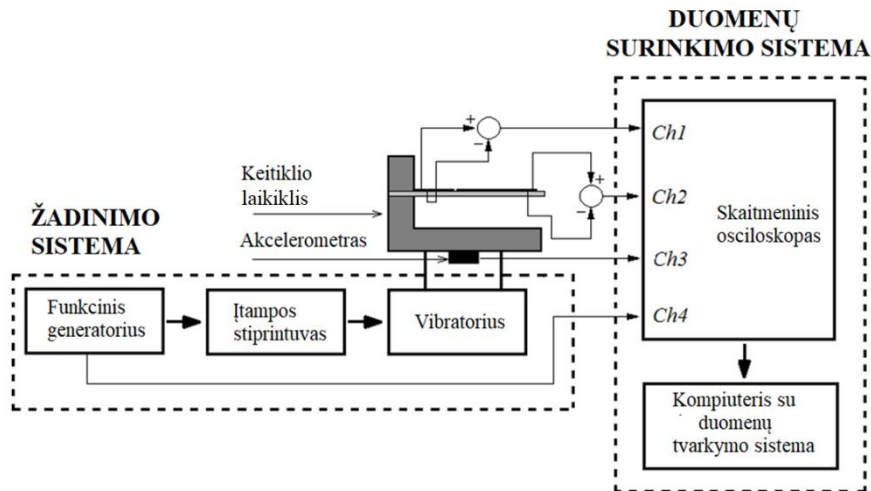 DUOMENŲ
SURINKIMO SISTEMA
Ch1
Ch2
Ch3
Ch4
Skaitmeninis
osciloskopas
Keitiklio
laikiklis
Akcelerometras
ŽADINIMO
SISTEMA
Funkcinis
generatorius
Įtampos
stiprintuvas
Vibratorius
Kompiuteris su
duomenų
tvarkymo sistema
+
−
+
−